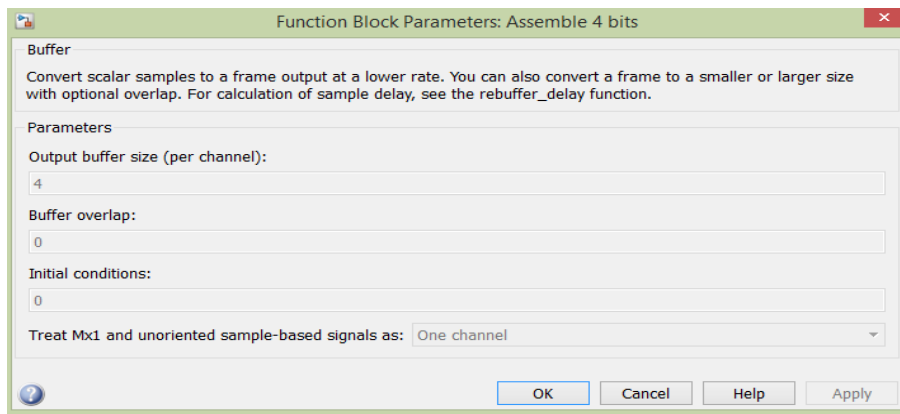 Function Block Parameters: Assemble 4 bits
Buffer
Convert scalar samples to a frame output at a lower rate. You can also convert a frame to a smaller or larger size
with optional overlap. For calculation of sample delay, see the rebuffer_delay function.
Parameters
Output buffer size (per channel):
4
Buffer overlap:
0
Initial conditions:
0
Treat Mx1 and unoriented sample-based signals as: One channel
OK Cancel Help Apply